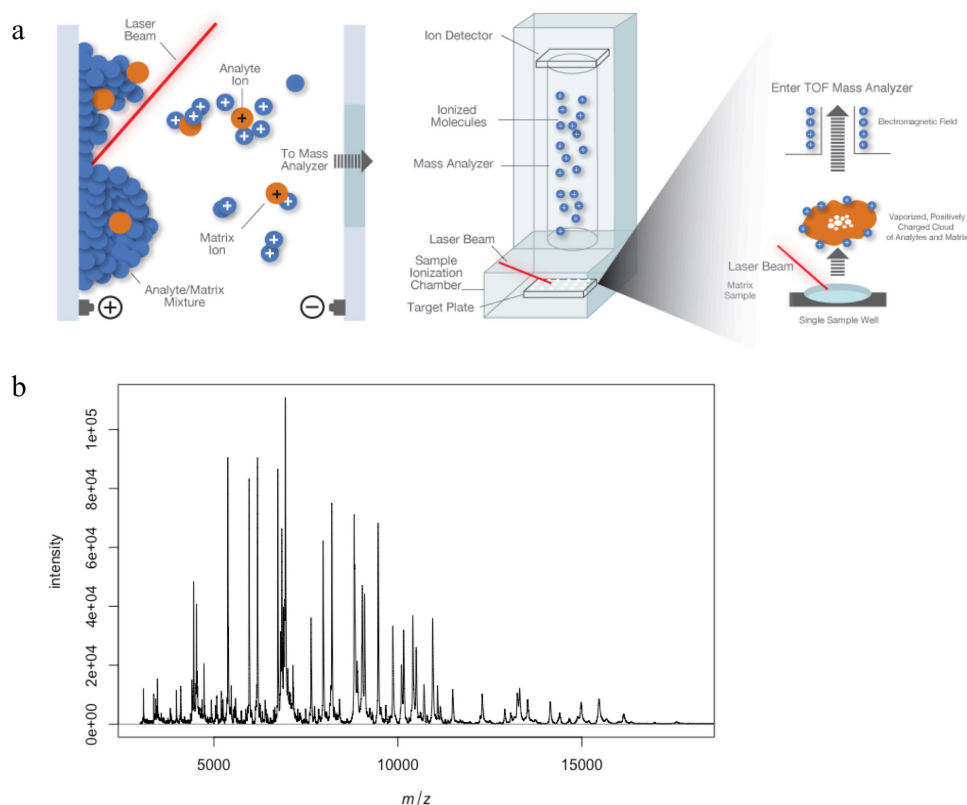 a
Laser
Beam
Analyte
Ion
+
To Mass
Analyzer
+
Matrix
Ion
Analyte/Matrix
Mixture
+
−
Ion Detector
Ionized
Molecules
Mass Analyzer
Laser Beam
Sample
Ionization
Chamber
Target Plate
Enter TOF Mass Analyzer
Electromagnetic Field
Vaporized, Positively
Charged Cloud
of Analytes and Matrix
Laser Beam
Matrix
Sample
Single Sample Well
b
intensity
1e+05
8e+04
6e+04
4e+04
2e+04
0e+00
5000
10000
15000
m/z